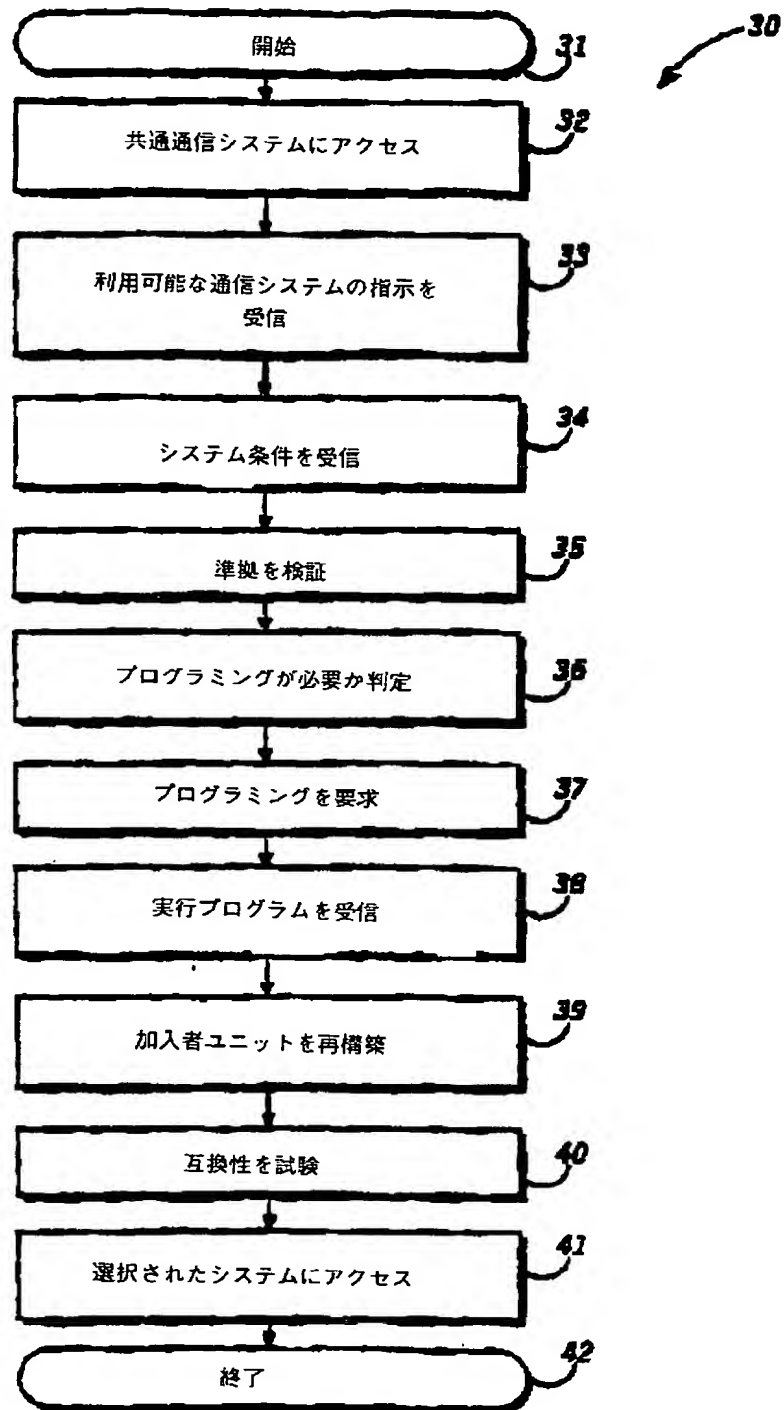 30
開始
31
共通通信システムにアクセス
32
利用可能な通信システムの指示を
受信
33
システム条件を受信
34
準拠を検証
35
プログラミングが必要か判定
36
プログラミングを要求
37
実行プログラムを受信
38
加入者ユニットを再構築
39
互換性を試験
40
選択されたシステムにアクセス
41
終了
42